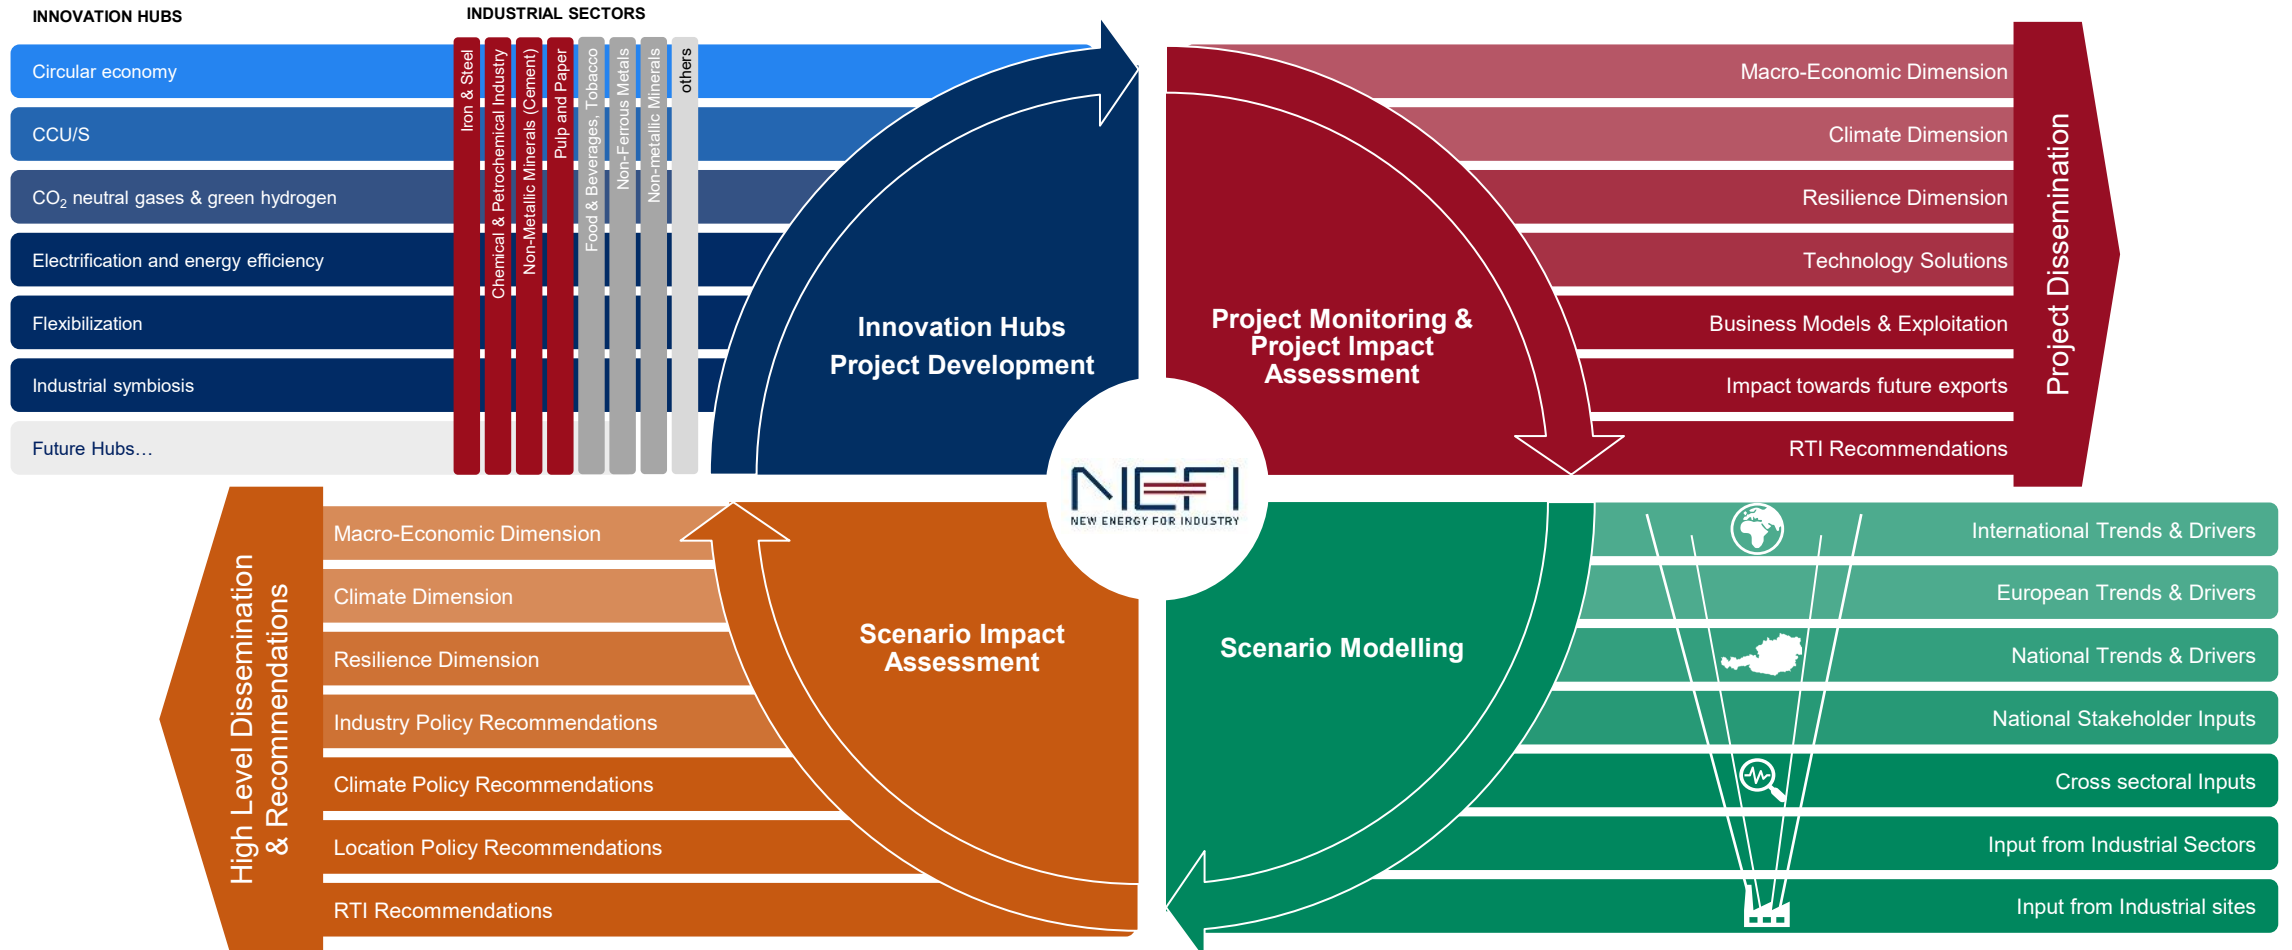 INNOVATION HUBS
INDUSTRIAL SECTORS
Circular economy
CCU/S
CO₂ neutral gases & green hydrogen
Electrification and energy efficiency
Flexibilization
Industrial symbiosis
Future Hubs…
Iron & Steel
Chemical & Petrochemical Industry
Non-Metallic Minerals (Cement)
Pulp and Paper
Food & Beverages, Tobacco
Non-Ferrous Metals
Non-metallic Minerals
others
Innovation Hubs
Project Development
Project Monitoring &
Project Impact
Assessment
Macro-Economic Dimension
Climate Dimension
Resilience Dimension
Technology Solutions
Business Models & Exploitation
Impact towards future exports
RTI Recommendations
Project Dissemination
NEFI
NEW ENERGY FOR INDUSTRY
High Level Dissemination
& Recommendations
Macro-Economic Dimension
Climate Dimension
Resilience Dimension
Industry Policy Recommendations
Climate Policy Recommendations
Location Policy Recommendations
RTI Recommendations
Scenario Impact
Assessment
Scenario Modelling
International Trends & Drivers
European Trends & Drivers
National Trends & Drivers
National Stakeholder Inputs
Cross sectoral Inputs
Input from Industrial Sectors
Input from Industrial sites